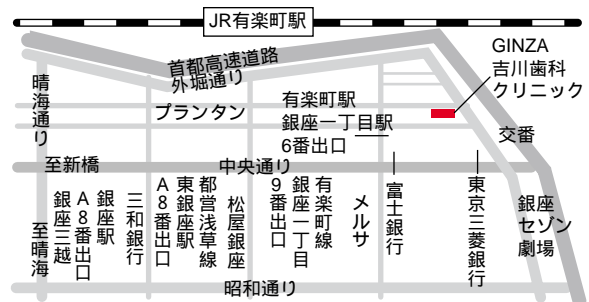 JR有楽町駅
首都高速道路
外堀通り
GINZA
吉川歯科
クリニック
晴海通り
プランタン
有楽町駅
銀座一丁目駅
6番出口
交番
至新橋
中央通り
至晴海
銀座三越
A8番出口
銀座駅
三和銀行
A8番出口
東銀座駅
都営浅草線
松屋銀座
9番出口
銀座一丁目
有楽町線
メルサ
富士銀行
東京三菱銀行
銀座
セゾン
劇場
昭和通り